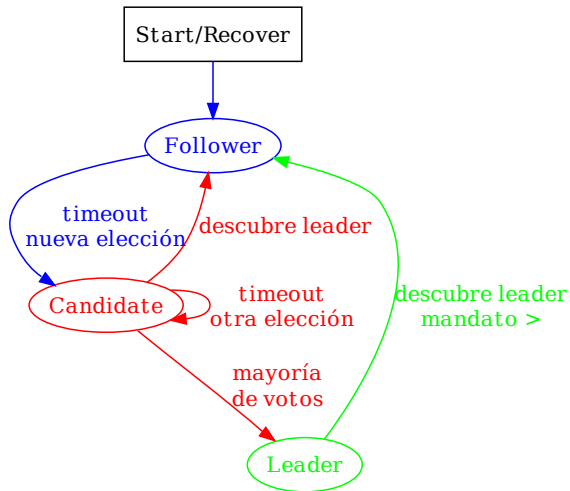 Start/Recover
Follower
timeout
nueva elección
descubre leader
Candidate
timeout
otra elección
descubre leader
mandato >
mayoría
de votos
Leader